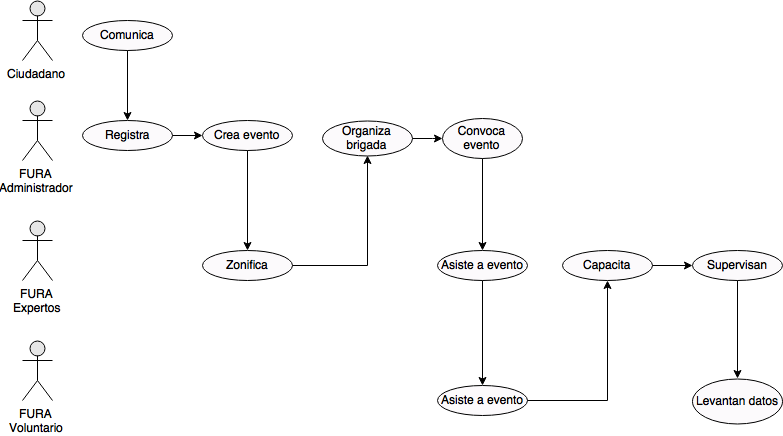 Comunica
Ciudadano
Registra
Crea evento
Organiza
brigada
Convoca
evento
FURA
Administrador
Zonifica
Asiste a evento
Capacita
Supervisan
FURA
Expertos
Asiste a evento
Levantan datos
FURA
Voluntario